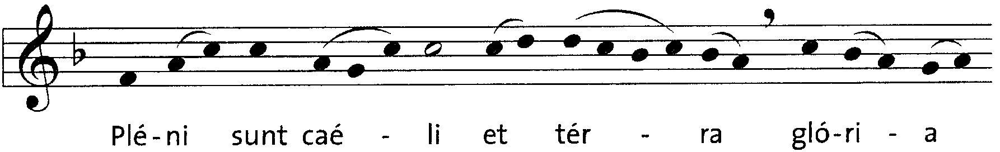 Plé-ni sunt caé - li et tér - ra gló-ri - a